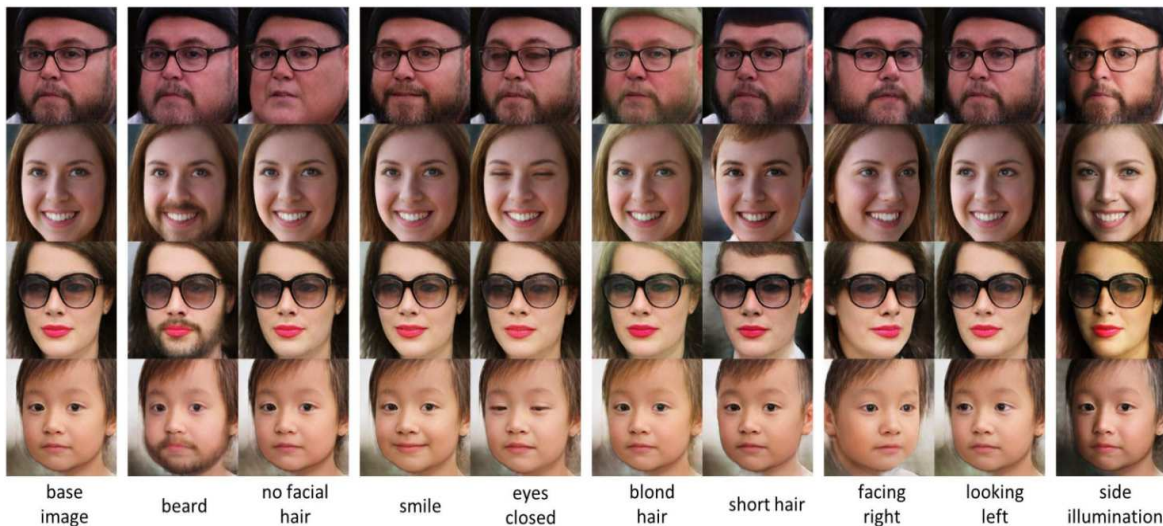 base
image
beard
no facial
hair
smile
eyes
closed
blond
hair
short hair
facing
right
looking
left
side
illumination